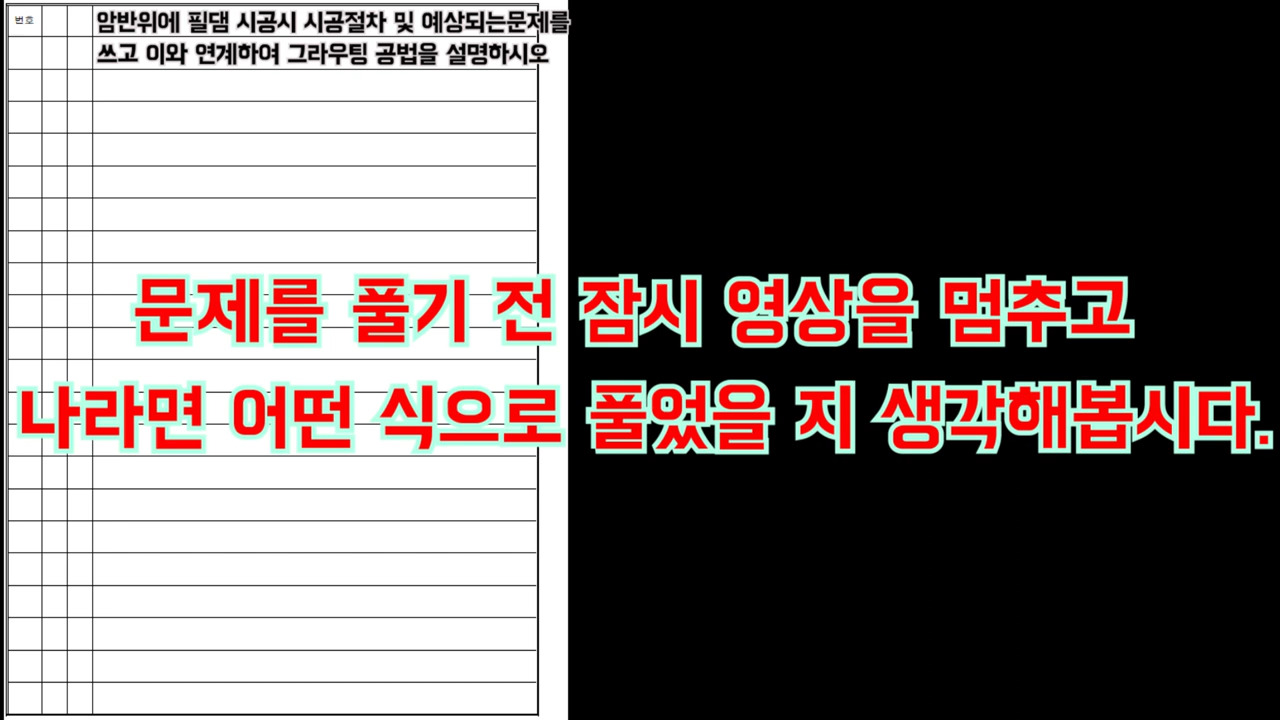 번호
암반위에 필댐 시공시 시공절차 및 예상되는문제를
쓰고 이와 연계하여 그라우팅 공법을 설명하시오
문제를 풀기 전 잠시 영상을 멈추고
나라면 어떤 식으로 풀었을 지 생각해봅시다.